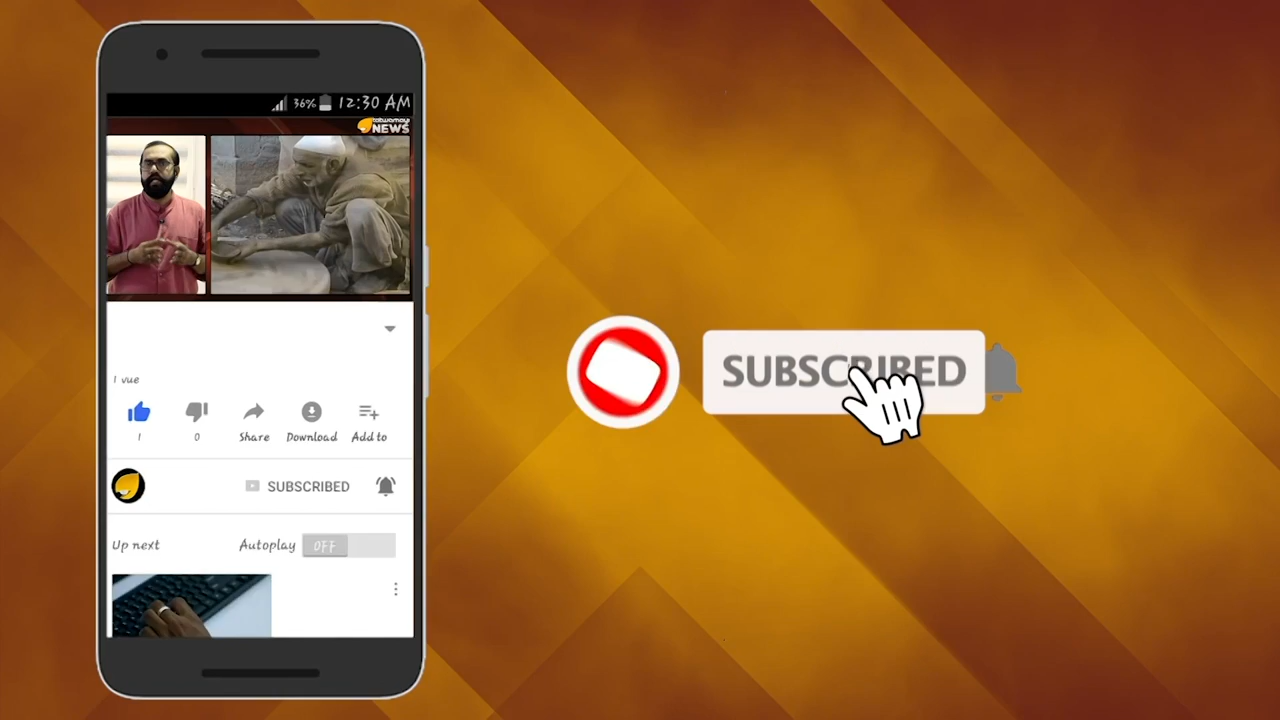 36% 12:30 AM
tatwamayi
NEWS
1 vue
1
0
Share
Download
Add to
SUBSCRIBED
Up next
Autoplay
OFF
SUBSCRIBED